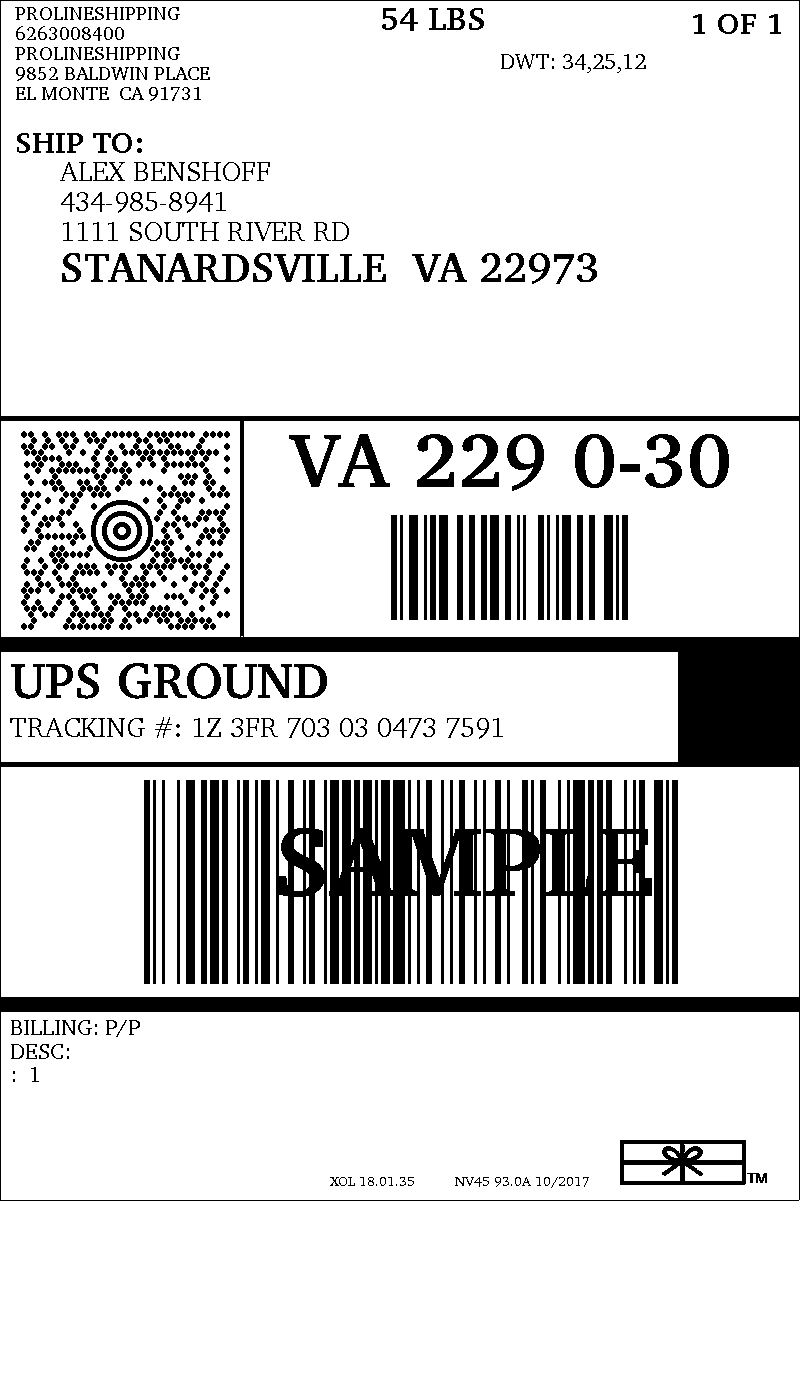 PROLINESHIPPING
6263008400
PROLINESHIPPING
9852 BALDWIN PLACE
EL MONTE  CA 91731
54 LBS
1 OF 1
DWT: 34,25,12
SHIP TO:
ALEX BENSHOFF
434-985-8941
1111 SOUTH RIVER RD
STANARDSVILLE  VA 22973
VA 229 0-30
UPS GROUND
TRACKING #: 1Z 3FR 703 03 0473 7591
SAMPLE
BILLING: P/P
DESC:
:  1
XOL 18.01.35
NV45 93.0A 10/2017
TM